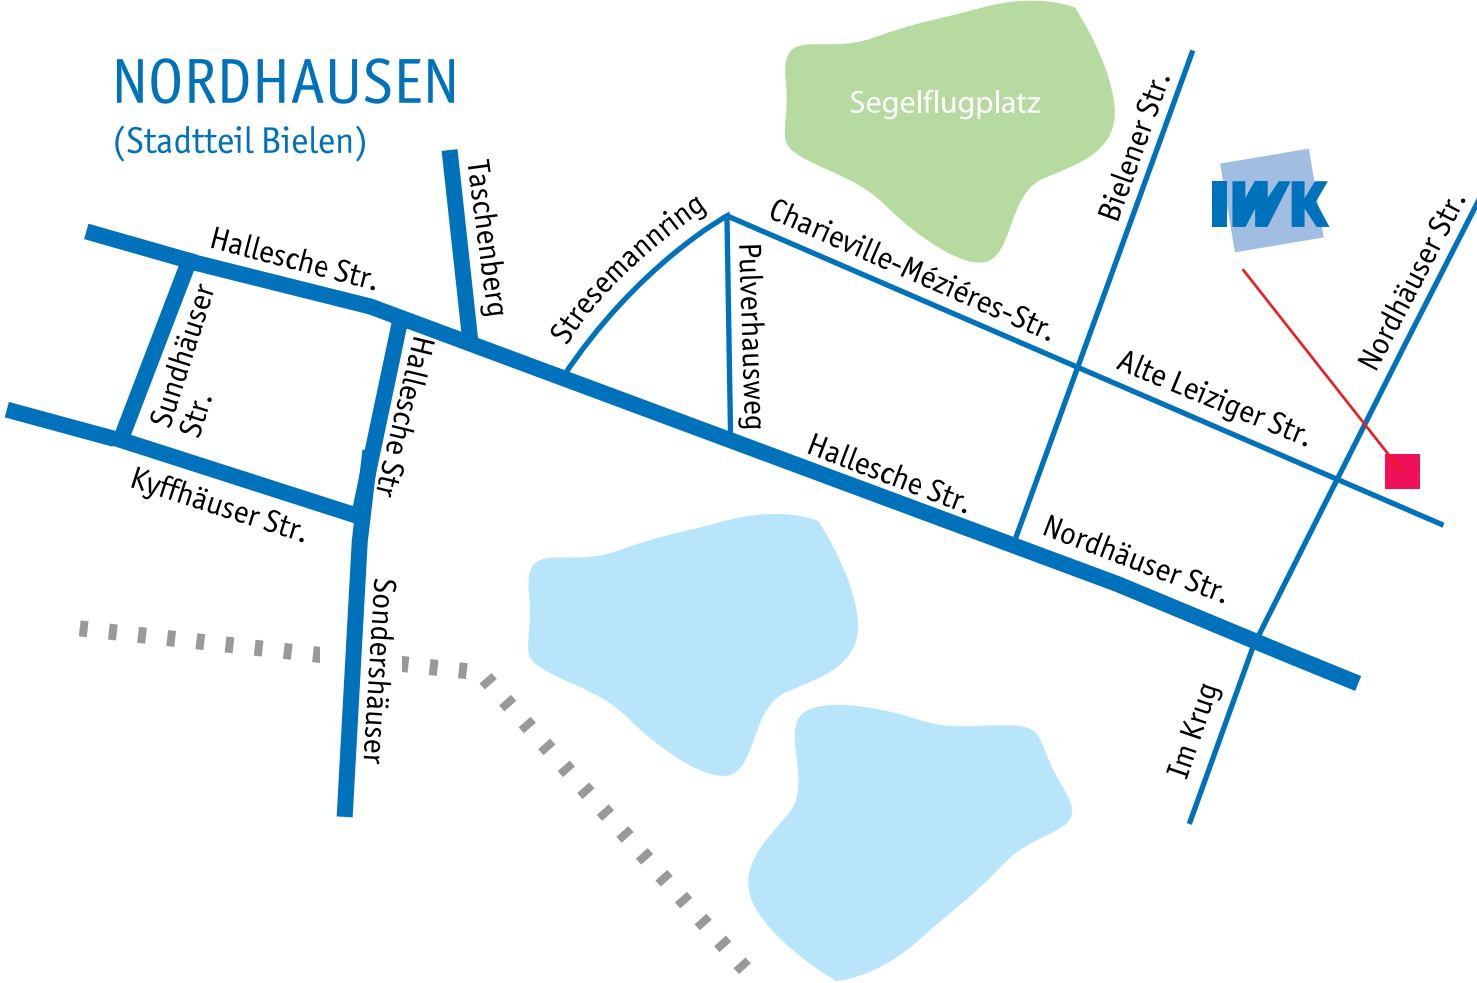 NORDHAUSEN
(Stadtteil Bielen)
Segelflugplatz
Bielener Str.
IWK
Nordhäuser Str.
Taschenberg
Stresemannring
Charieville-Méziéres-Str.
Pulverhausweg
Hallesche Str.
Sundhäuser
Str.
Hallesche Str
Alte Leiziger Str.
Kyffhäuser Str.
Hallesche Str.
Nordhäuser Str.
Sondershäuser
Im Krug